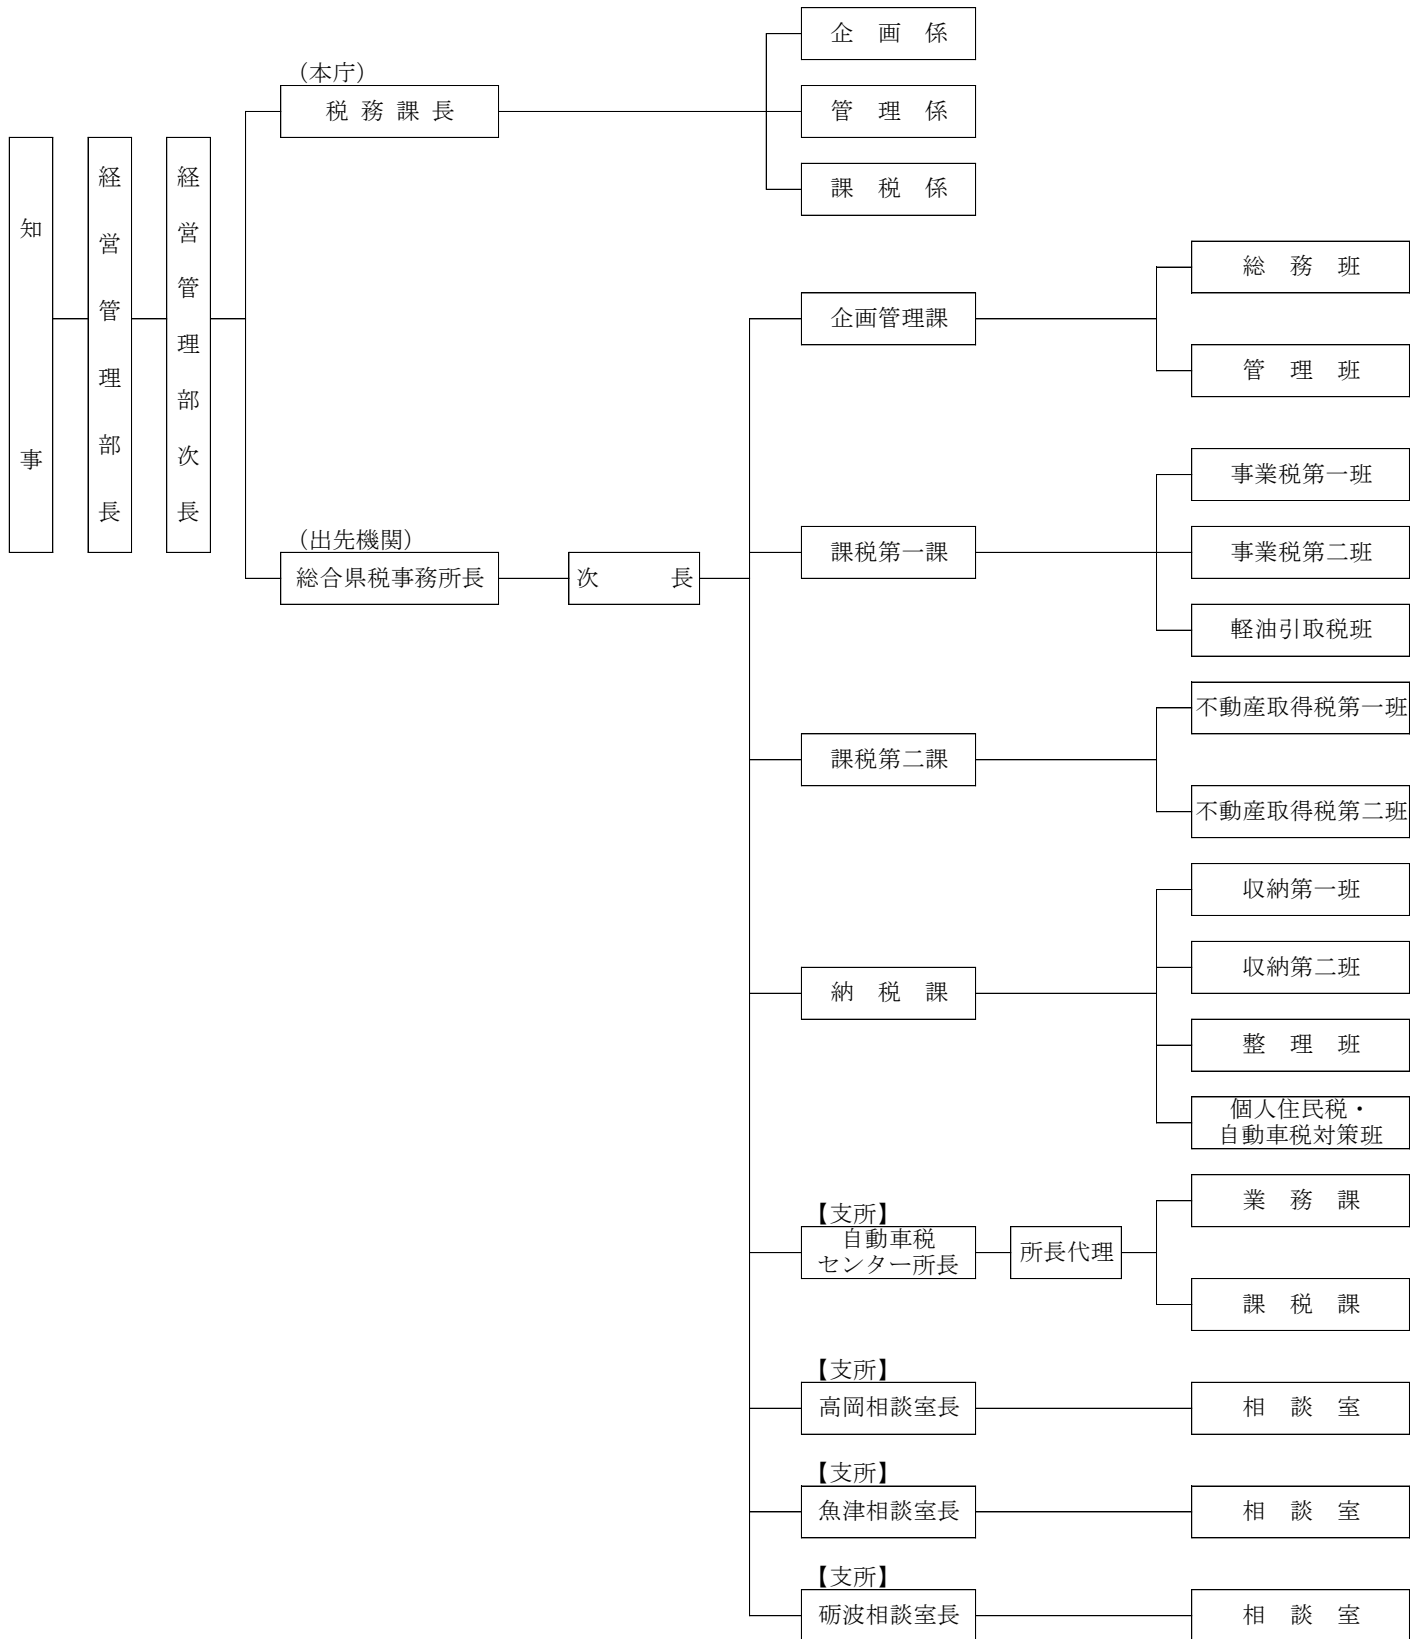 知事
経営管理部長
経営管理部次長
(本庁)
税務課長
企画係
管理係
課税係
(出先機関)
総合県税事務所長
次長
企画管理課
総務班
管理班
課税第一課
事業税第一班
事業税第二班
軽油引取税班
課税第二課
不動産取得税第一班
不動産取得税第二班
納税課
収納第一班
収納第二班
整理班
個人住民税・
自動車税対策班
【支所】
自動車税
センター所長
所長代理
業務課
課税課
【支所】
高岡相談室長
相談室
【支所】
魚津相談室長
相談室
【支所】
砺波相談室長
相談室